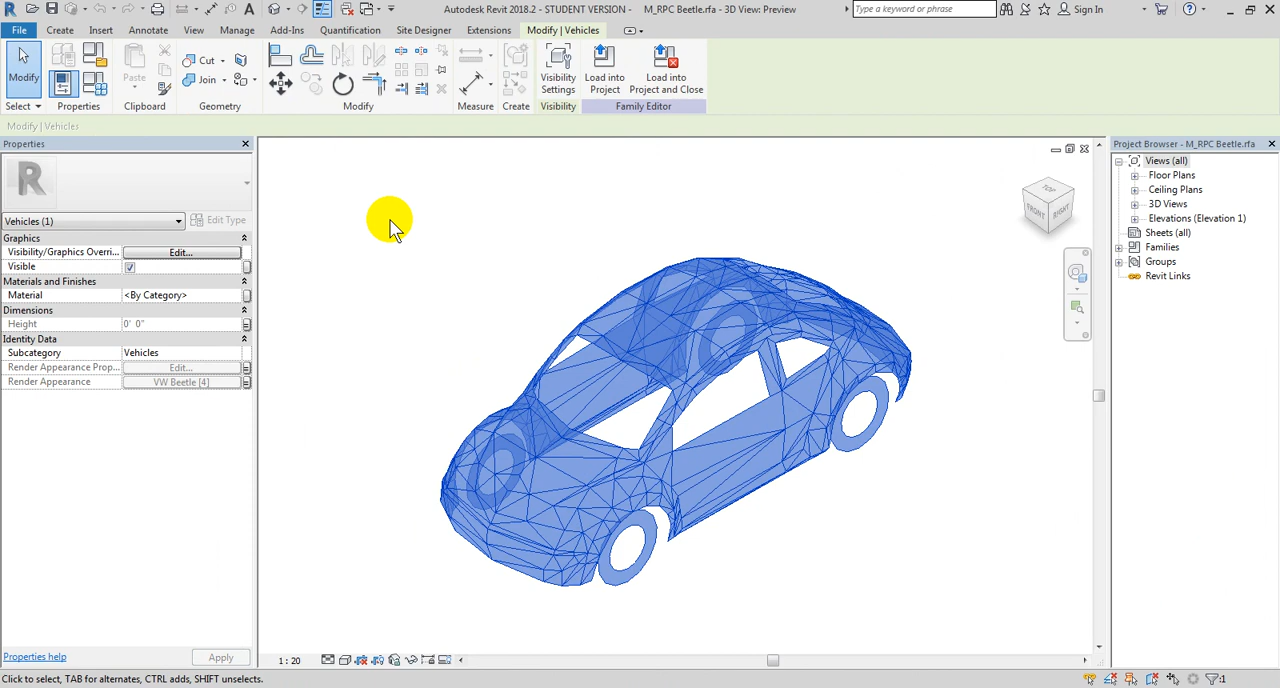 Autodesk Revit 2018.2 - STUDENT VERSION - M_RPC Beetle.rfa - 3D View: Preview
Type a keyword or phrase
Sign In
File Create Insert Annotate View Manage Add-Ins Quantification Site Designer Extensions Modify | Vehicles
Modify
Paste
Cut
Join
Visibility Settings
Load into Project
Load into Project and Close
Select Properties Clipboard Geometry Modify Measure Create Visibility Family Editor
Modify | Vehicles
Properties
R
Vehicles (1)
Edit Type
Graphics
Visibility/Graphics Overri... Edit...
Visible
Materials and Finishes
Material <By Category>
Dimensions
Height 0' 0"
Identity Data
Subcategory Vehicles
Render Appearance Prop... Edit...
Render Appearance VW Beetle [4]
Properties help
Apply
TOP
FRONT
RIGHT
Project Browser - M_RPC Beetle.rfa
Views (all)
Floor Plans
Ceiling Plans
3D Views
Elevations (Elevation 1)
Sheets (all)
Families
Groups
Revit Links
1 : 20
Click to select, TAB for alternates, CTRL adds, SHIFT unselects.
:1